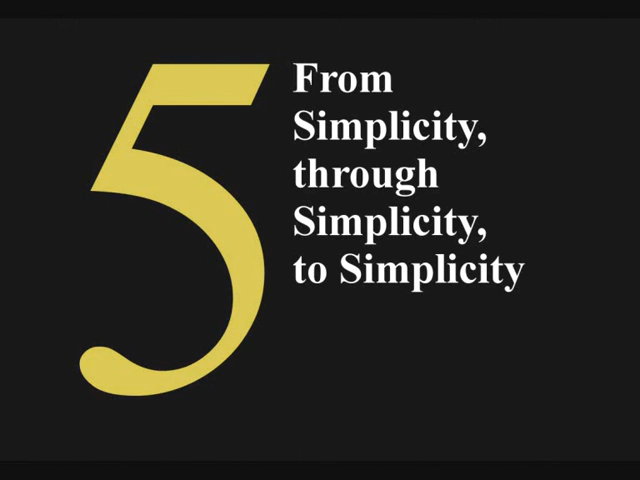 5
From
Simplicity,
through
Simplicity,
to Simplicity